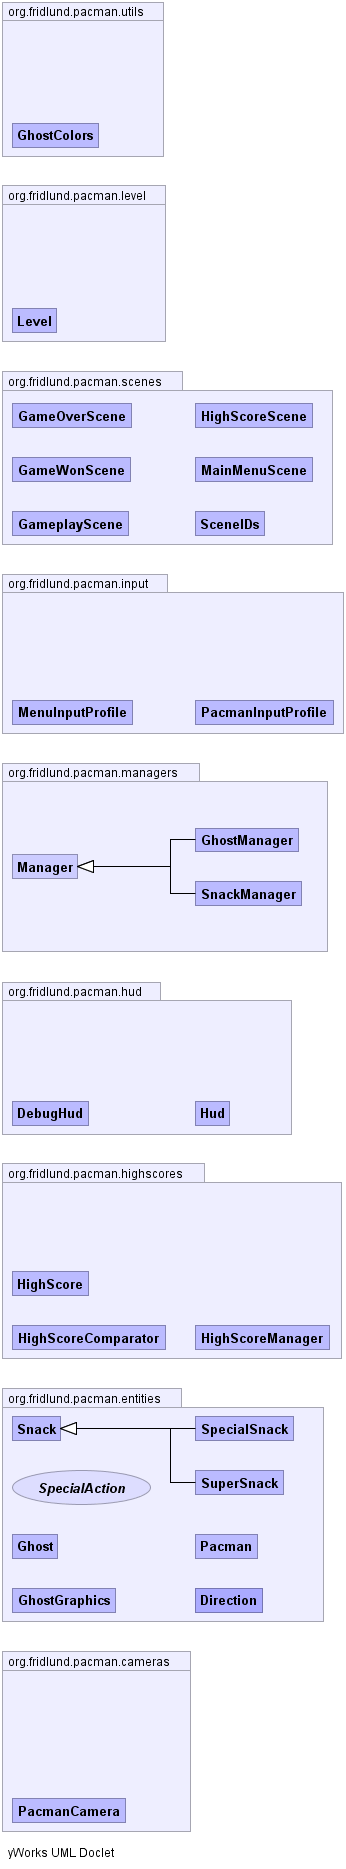 org.fridlund.pacman.utils
GhostColors
org.fridlund.pacman.level
Level
org.fridlund.pacman.scenes
GameOverScene
HighScoreScene
GameWonScene
MainMenuScene
GameplayScene
SceneIDs
org.fridlund.pacman.input
MenuInputProfile
PacmanInputProfile
org.fridlund.pacman.managers
GhostManager
Manager
SnackManager
org.fridlund.pacman.hud
DebugHud
Hud
org.fridlund.pacman.highscores
HighScore
HighScoreComparator
HighScoreManager
org.fridlund.pacman.entities
Snack
SpecialSnack
SpecialAction
SuperSnack
Ghost
Pacman
GhostGraphics
Direction
org.fridlund.pacman.cameras
PacmanCamera
yWorks UML Doclet